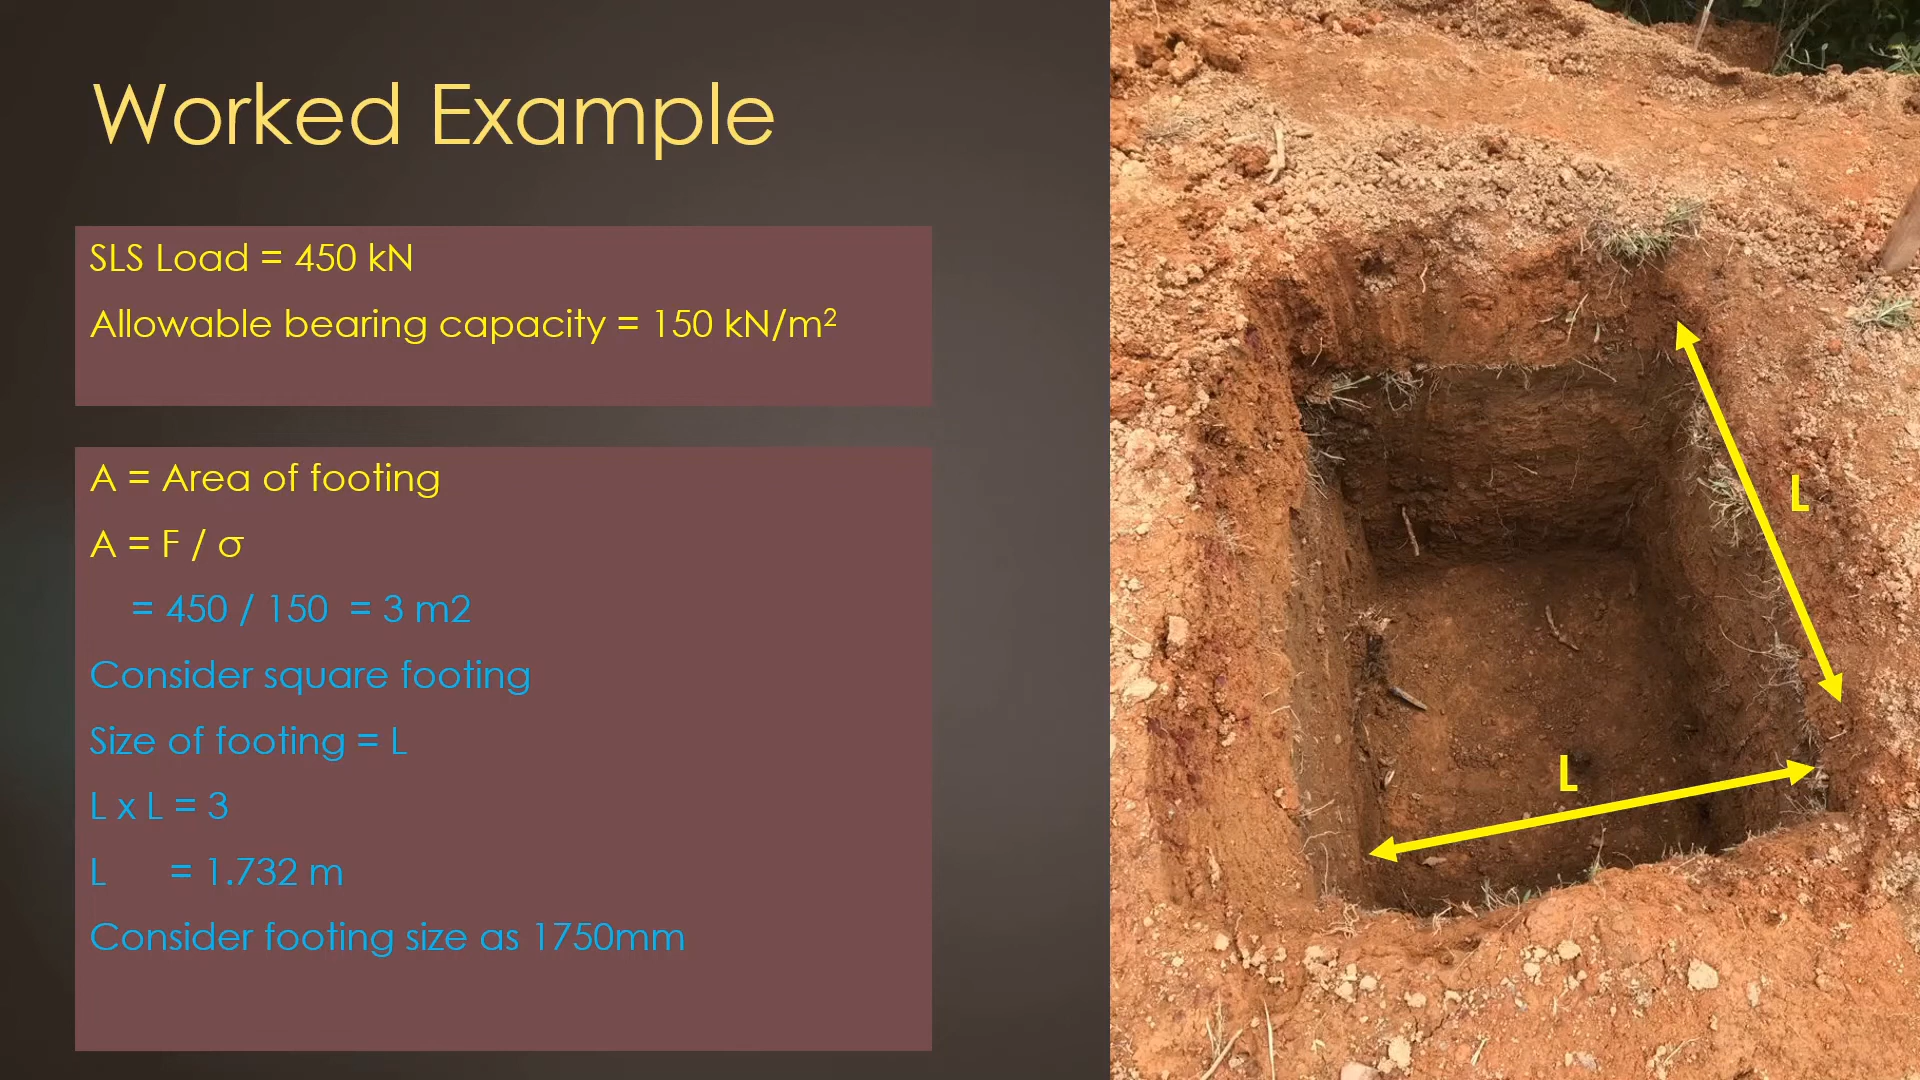 Worked Example
SLS Load = 450 kN
Allowable bearing capacity = 150 kN/m²
A = Area of footing
A = F / σ
= 450 / 150 = 3 m2
Consider square footing
Size of footing = L
L x L = 3
L = 1.732 m
Consider footing size as 1750mm
L
L